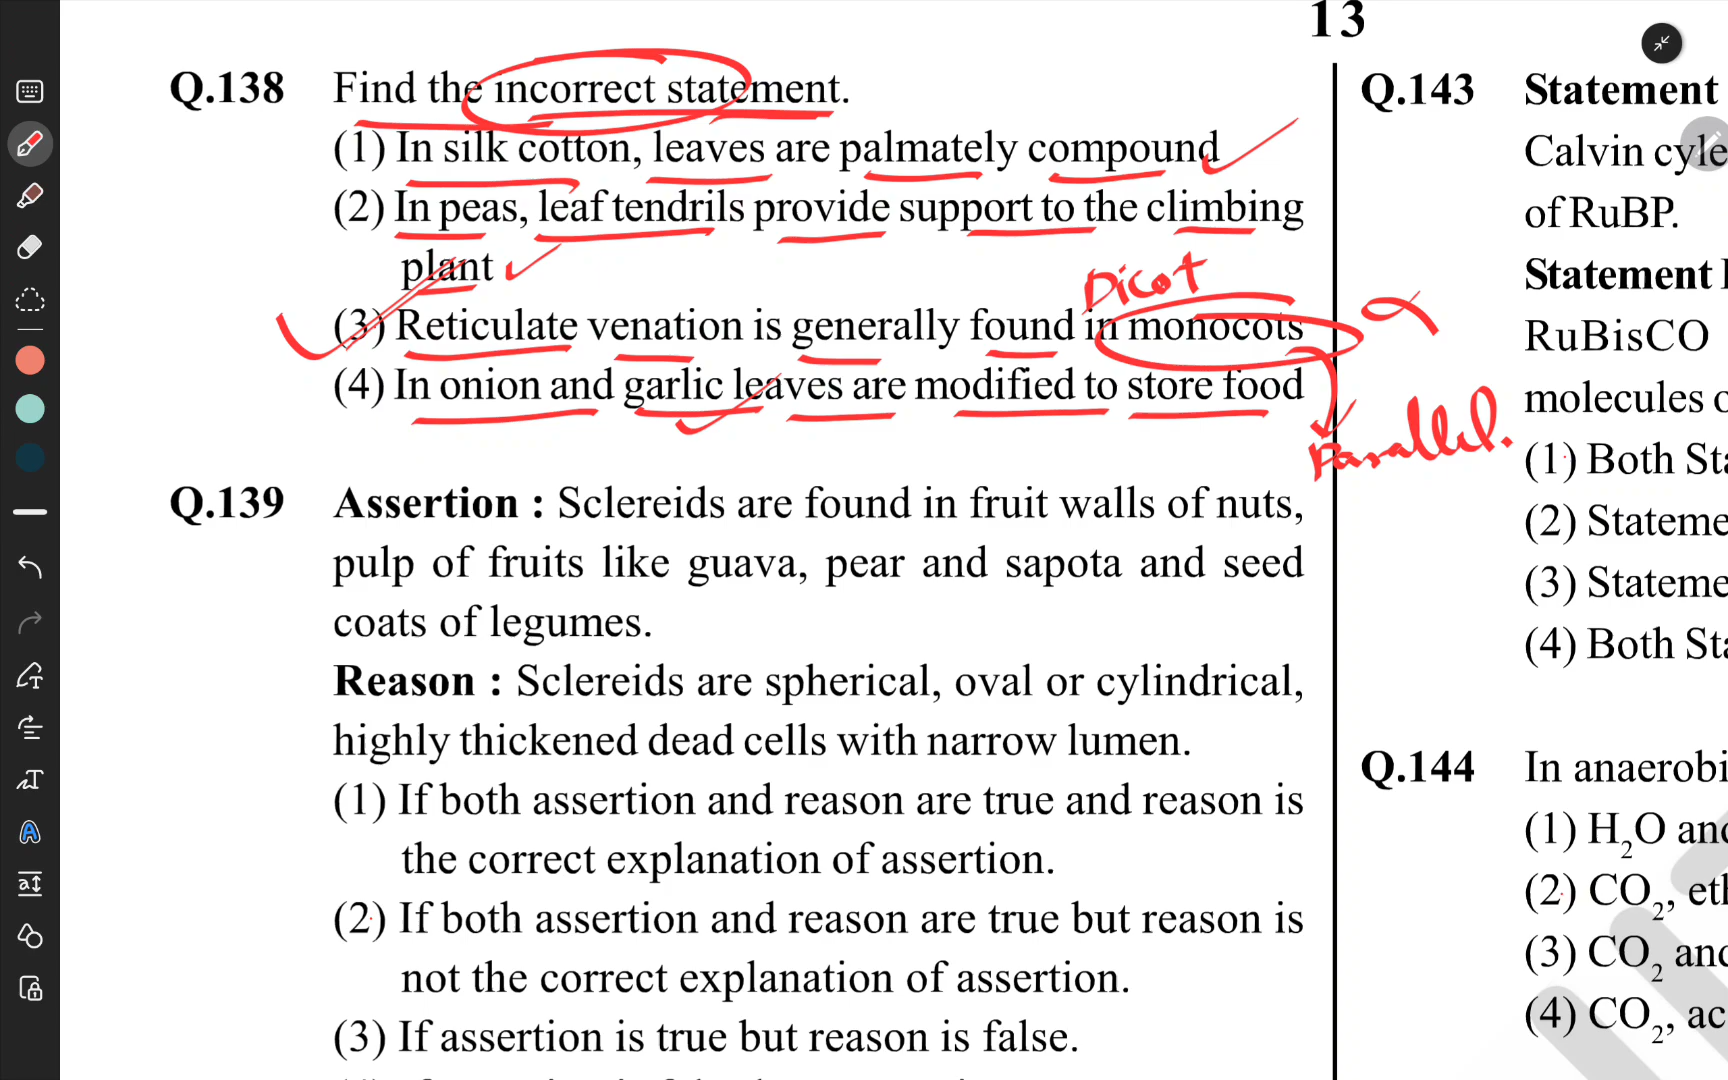 13
Q.138 Find the incorrect statement.
(1) In silk cotton, leaves are palmately compound
(2) In peas, leaf tendrils provide support to the climbing
plant
Dicot
(3) Reticulate venation is generally found in monocots
(4) In onion and garlic leaves are modified to store food
Parallel.
Q.139 Assertion : Sclereids are found in fruit walls of nuts,
pulp of fruits like guava, pear and sapota and seed
coats of legumes.
Reason : Sclereids are spherical, oval or cylindrical,
highly thickened dead cells with narrow lumen.
(1) If both assertion and reason are true and reason is
the correct explanation of assertion.
(2) If both assertion and reason are true but reason is
not the correct explanation of assertion.
(3) If assertion is true but reason is false.
Q.143 Statement
Calvin cycle
of RuBP.
Statement I
RuBisCO
molecules o
(1) Both Sta
(2) Stateme
(3) Stateme
(4) Both Sta
Q.144 In anaerobi
(1) H₂O and
(2) CO₂, eth
(3) CO₂ and
(4) CO₂, ac